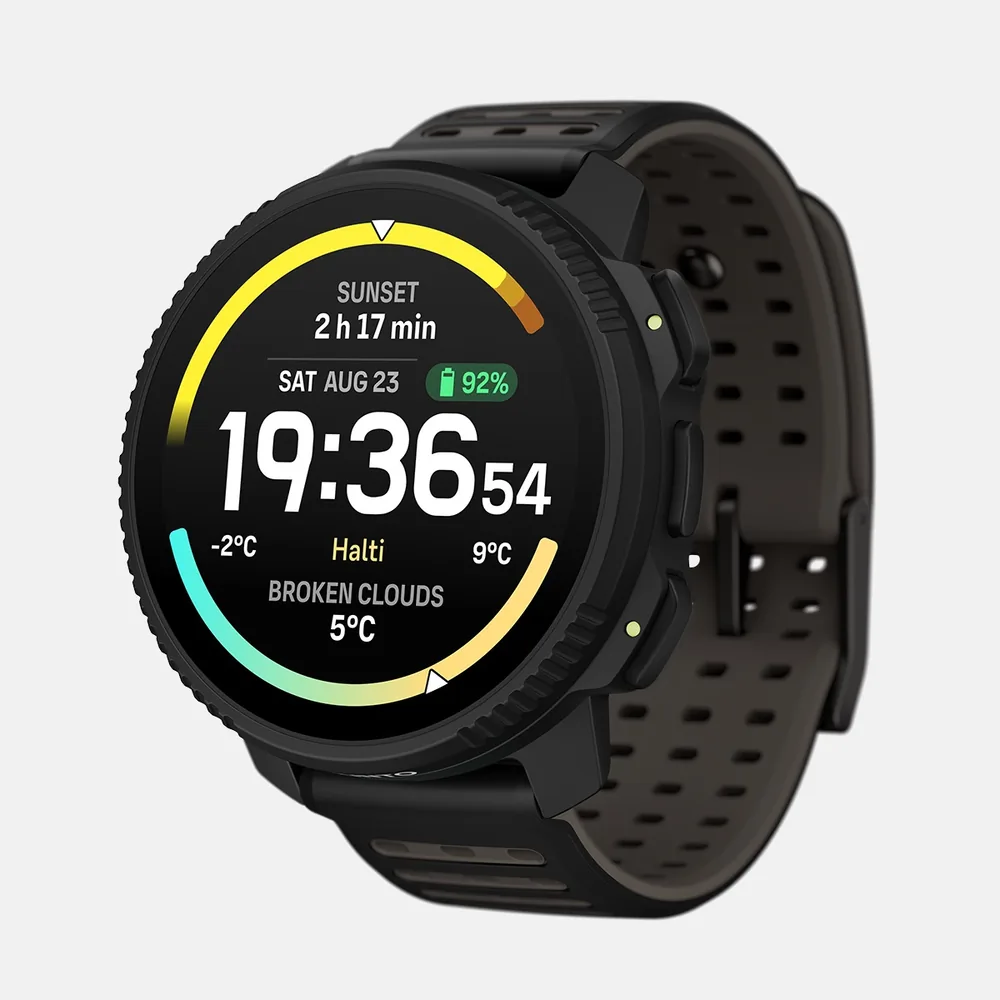 SUNSET
2 h 17 min
SAT AUG 23 92%
19:36 54
-2°C Halti 9°C
BROKEN CLOUDS
5°C